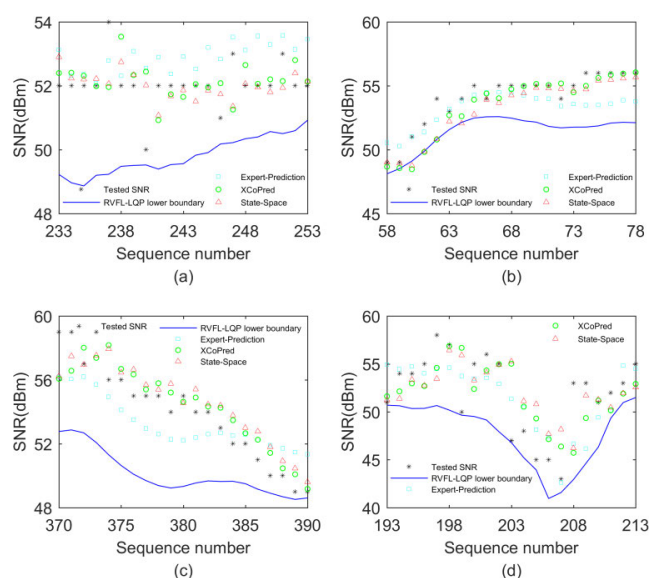 54
52
50
48
SNR(dBm)
Expert-Prediction
Tested SNR
XCoPred
RVFL-LQP lower boundary
State-Space
233
238
243
248
253
Sequence number
(a)
60
55
50
45
SNR(dBm)
Expert-Prediction
Tested SNR
XCoPred
RVFL-LQP lower boundary
State-Space
58
63
68
73
78
Sequence number
(b)
60
56
52
48
SNR(dBm)
Tested SNR
RVFL-LQP lower boundary
Expert-Prediction
XCoPred
State-Space
370
375
380
385
390
Sequence number
(c)
60
55
50
45
40
SNR(dBm)
XCoPred
State-Space
Tested SNR
RVFL-LQP lower boundary
Expert-Prediction
193
198
203
208
213
Sequence number
(d)